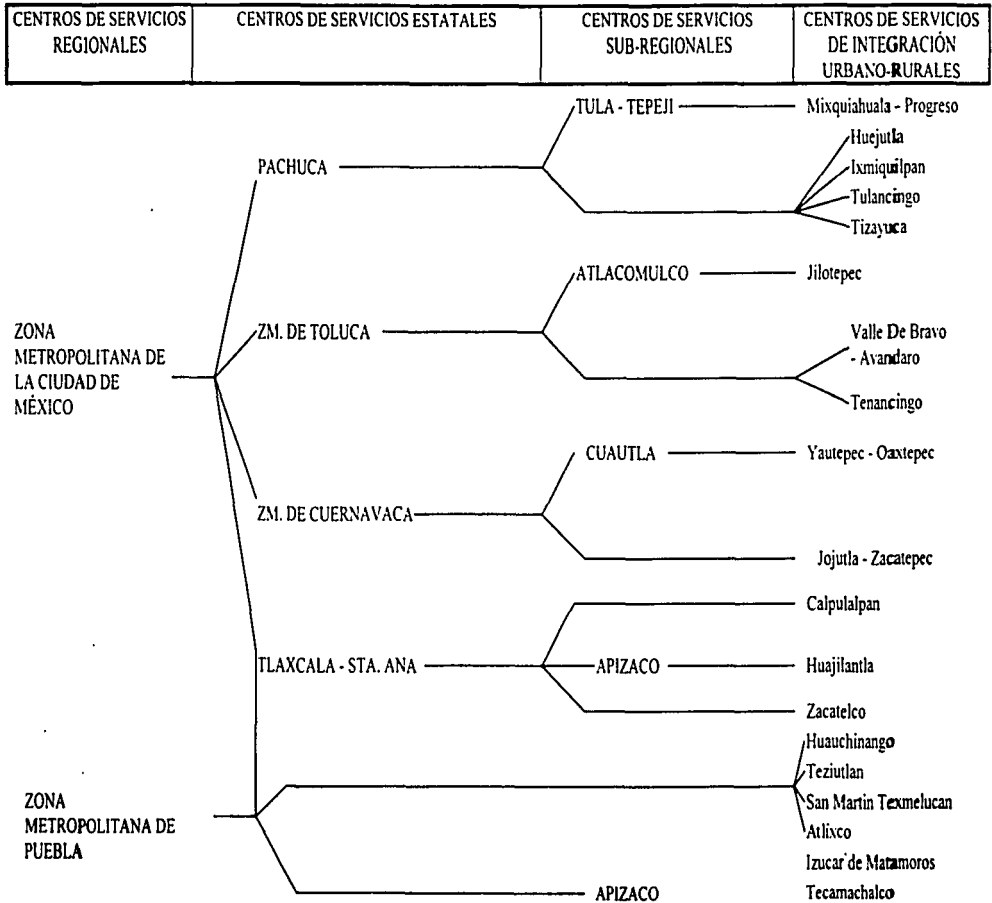 CENTROS DE SERVICIOS
REGIONALES
CENTROS DE SERVICIOS ESTATALES
CENTROS DE SERVICIOS
SUB-REGIONALES
CENTROS DE SERVICIOS
DE INTEGRACIÓN
URBANO-RURALES
TULA - TEPEJI
Mixquiahuala - Progreso
PACHUCA
Huejutla
Ixmiquilpan
Tulancingo
Tizayuca
ATLACOMULCO
Jilotepec
ZONA
METROPOLITANA DE
LA CIUDAD DE
MÉXICO
ZM. DE TOLUCA
Valle De Bravo
- Avandaro
Tenancingo
CUAUTLA
Yautepec - Oaxtepec
ZM. DE CUERNAVACA
Jojutla - Zacatepec
Calpulalpan
TLAXCALA - STA. ANA
APIZACO
Huajilantla
Zacatelco
ZONA
METROPOLITANA DE
PUEBLA
Huauchinango
Teziutlan
San Martin Texmelucan
Atlixco
Izucar de Matamoros
APIZACO
Tecamachalco